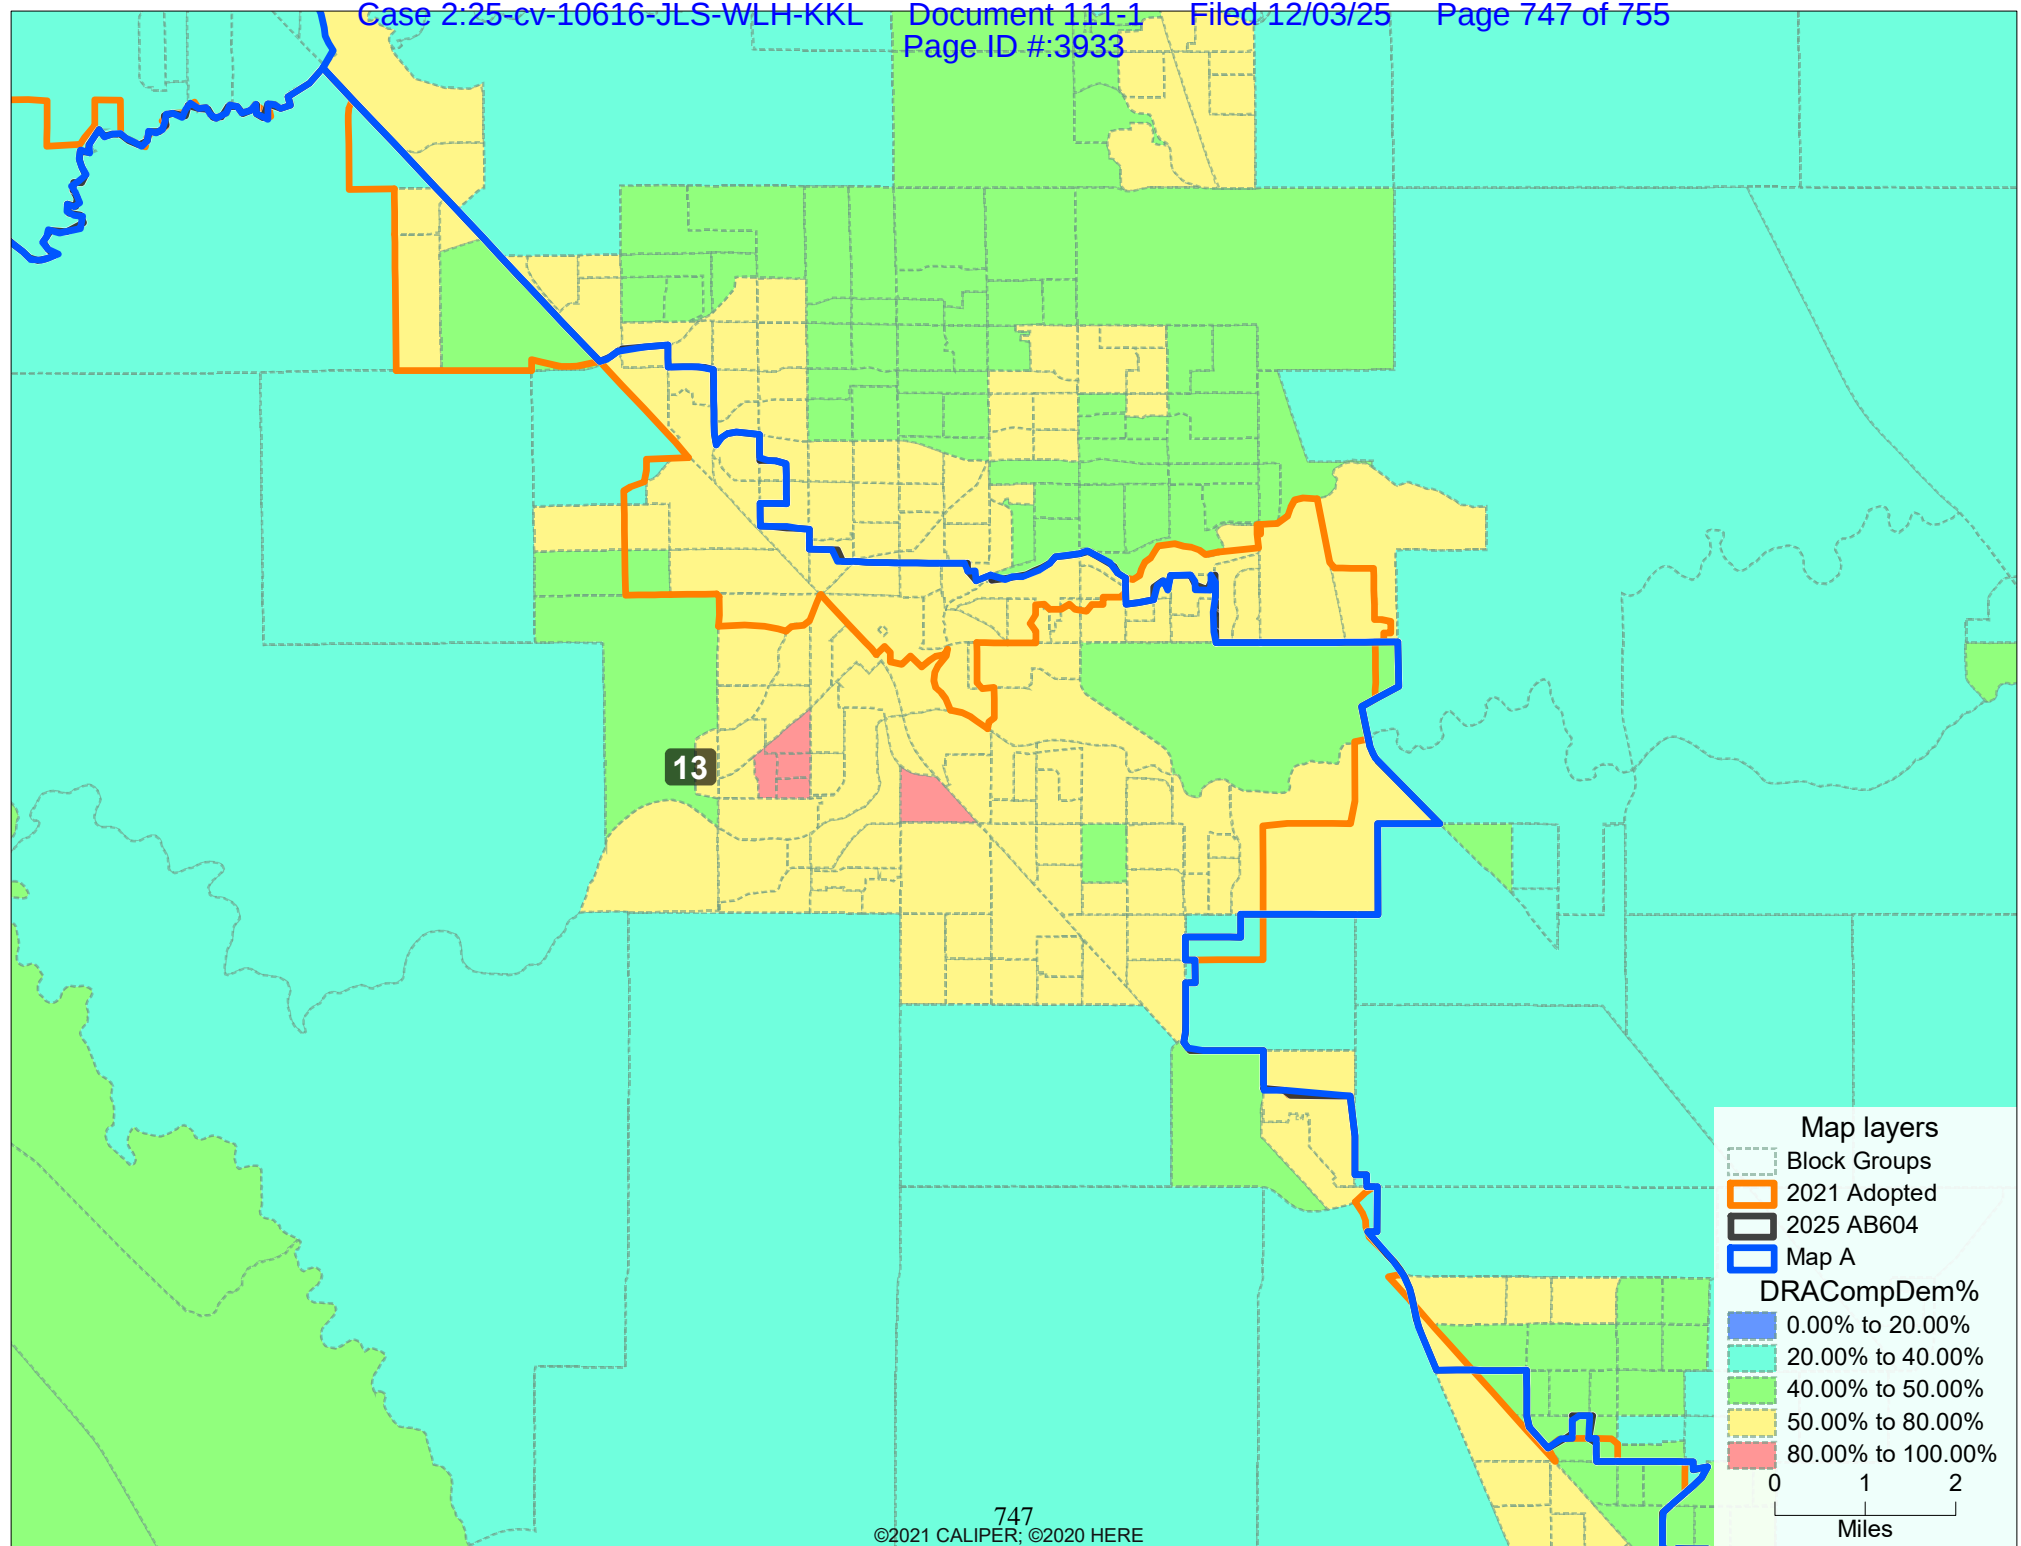 Case 2:25-cv-10616-JLS-WLH-KKL Document 111-1 Filed 12/03/25 Page 747 of 755
Page ID #:3933
13
Map layers
Block Groups
2021 Adopted
2025 AB604
Map A
DRACompDem%
0.00% to 20.00%
20.00% to 40.00%
40.00% to 50.00%
50.00% to 80.00%
80.00% to 100.00%
0 1 2
Miles
747
©2021 CALIPER; ©2020 HERE